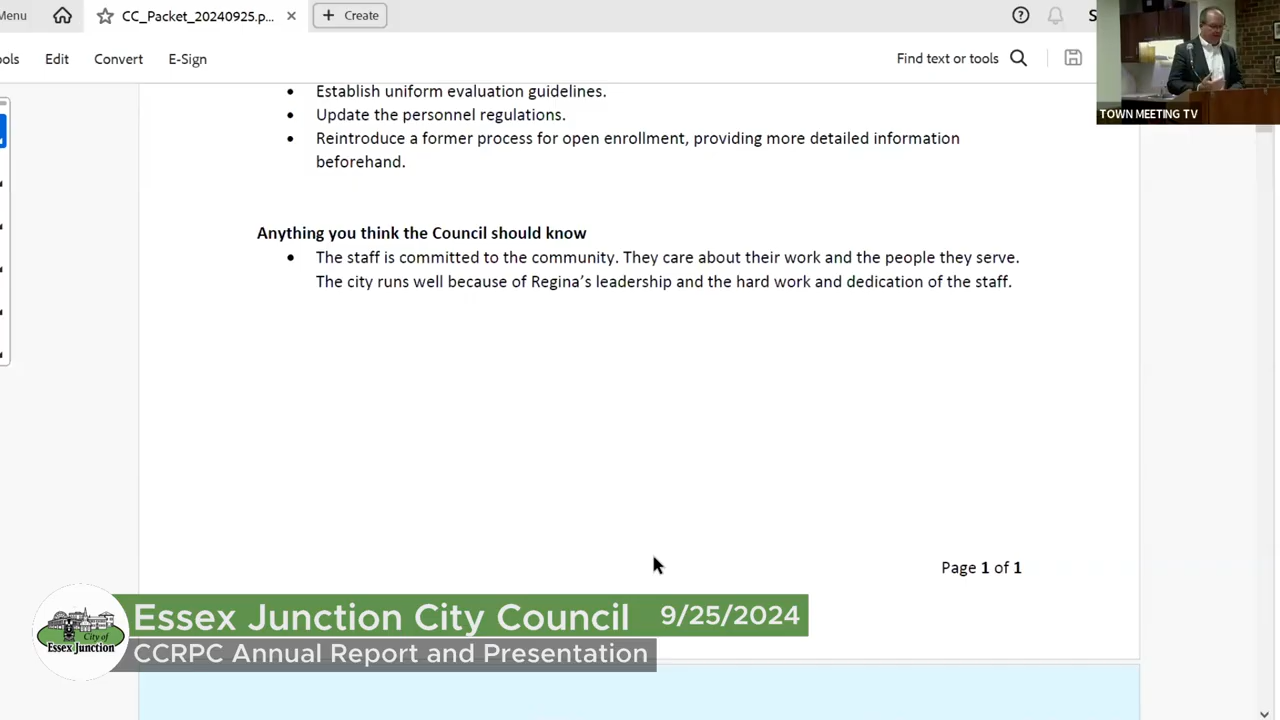 Menu
CC_Packet_20240925.p...
Create
ols
Edit
Convert
E-Sign
Find text or tools
S
TOWN MEETING TV
• Establish uniform evaluation guidelines.
• Update the personnel regulations.
• Reintroduce a former process for open enrollment, providing more detailed information
beforehand.
Anything you think the Council should know
• The staff is committed to the community. They care about their work and the people they serve.
The city runs well because of Regina's leadership and the hard work and dedication of the staff.
Page 1 of 1
City of
Essex Junction
Essex Junction City Council 9/25/2024
CCRPC Annual Report and Presentation